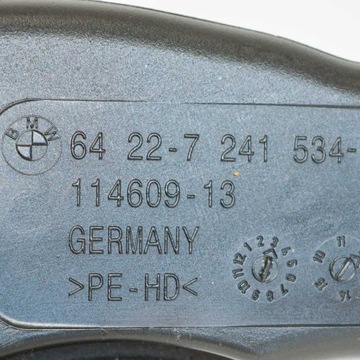 BMW
64 22-7 241 534-
114609-13
GERMANY
>PE-HD<